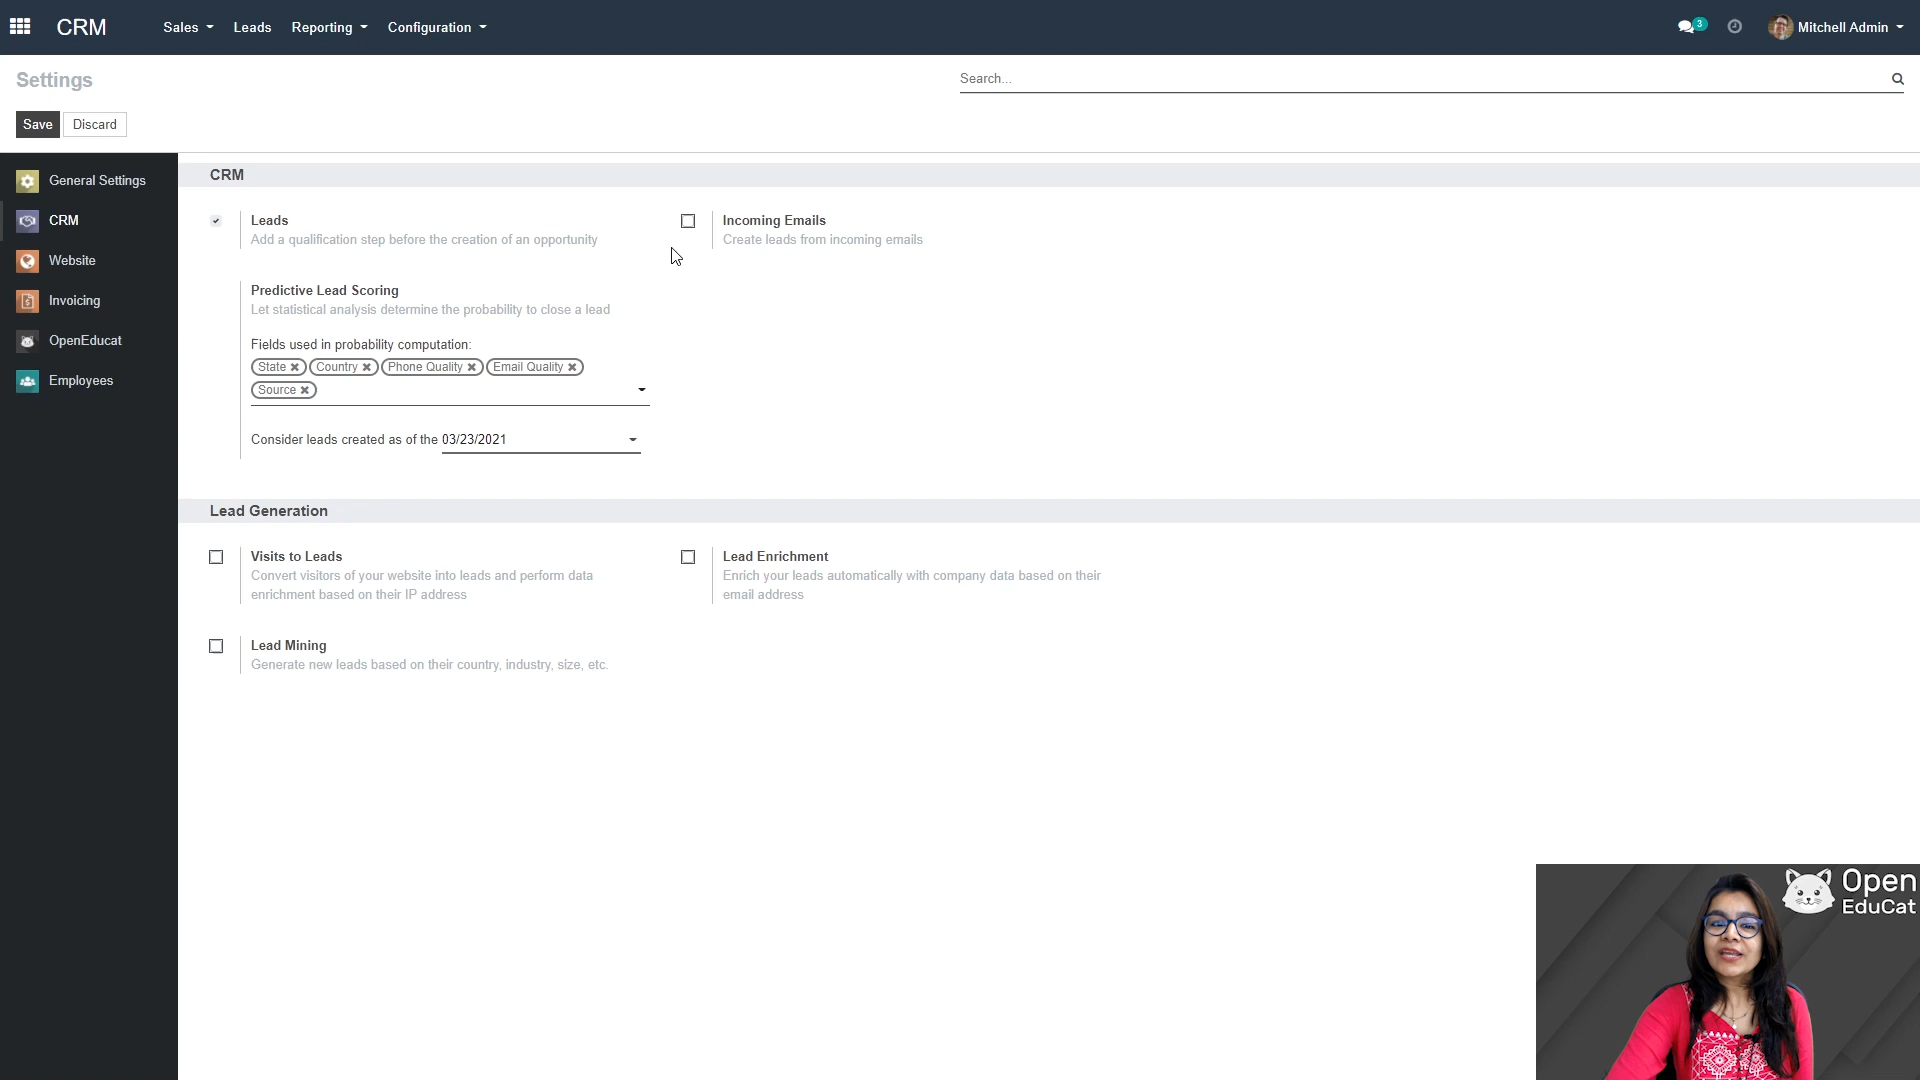 CRM
Sales
Leads
Reporting
Configuration
3
Mitchell Admin
Settings
Search...
Save
Discard
General Settings
CRM
Website
Invoicing
OpenEducat
Employees
CRM
Leads
Add a qualification step before the creation of an opportunity
Incoming Emails
Create leads from incoming emails
Predictive Lead Scoring
Let statistical analysis determine the probability to close a lead
Fields used in probability computation:
State
Country
Phone Quality
Email Quality
Source
Consider leads created as of the 03/23/2021
Lead Generation
Visits to Leads
Convert visitors of your website into leads and perform data
enrichment based on their IP address
Lead Enrichment
Enrich your leads automatically with company data based on their
email address
Lead Mining
Generate new leads based on their country, industry, size, etc.
Open
EduCat